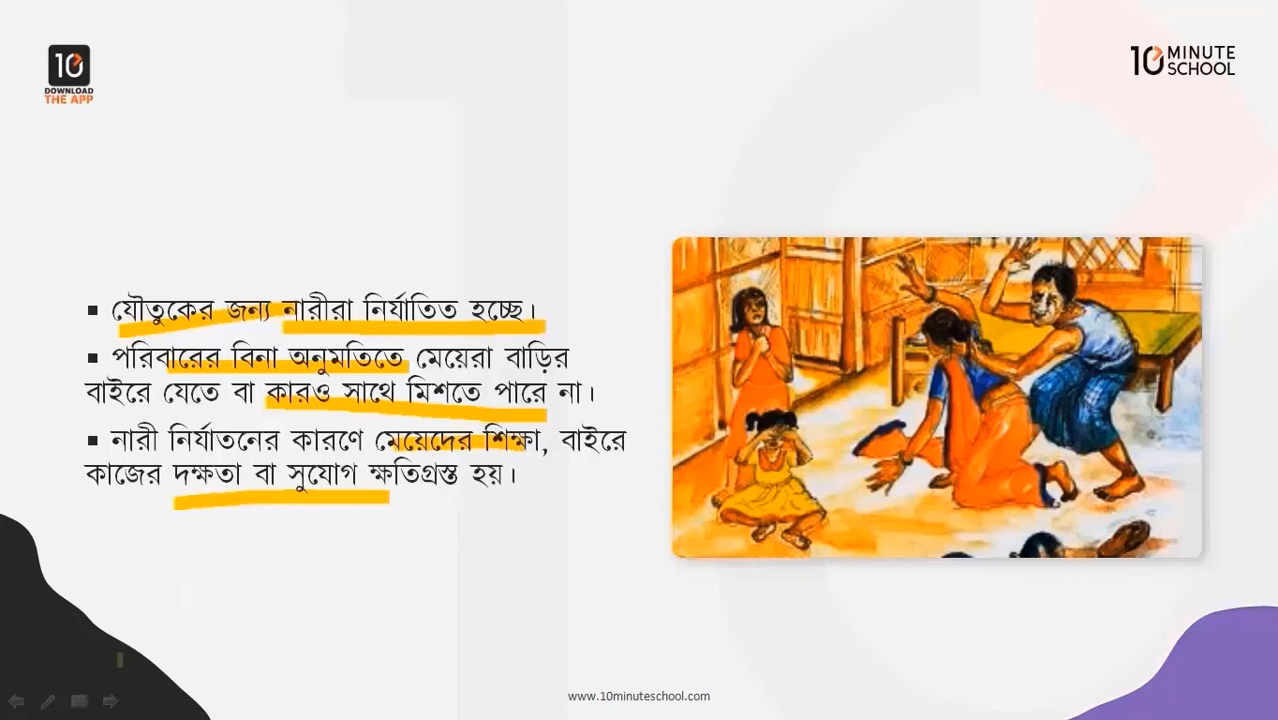 10
DOWNLOAD
THE APP
10 MINUTE
SCHOOL
▪ যৌতুকের জন্য নারীরা নির্যাতিত হচ্ছে।
▪ পরিবারের বিনা অনুমতিতে মেয়েরা বাড়ির
বাইরে যেতে বা কারও সাথে মিশতে পারে না।
▪ নারী নির্যাতনের কারণে মেয়েদের শিক্ষা, বাইরে
কাজের দক্ষতা বা সুযোগ ক্ষতিগ্রস্ত হয়।
www.10minuteschool.com